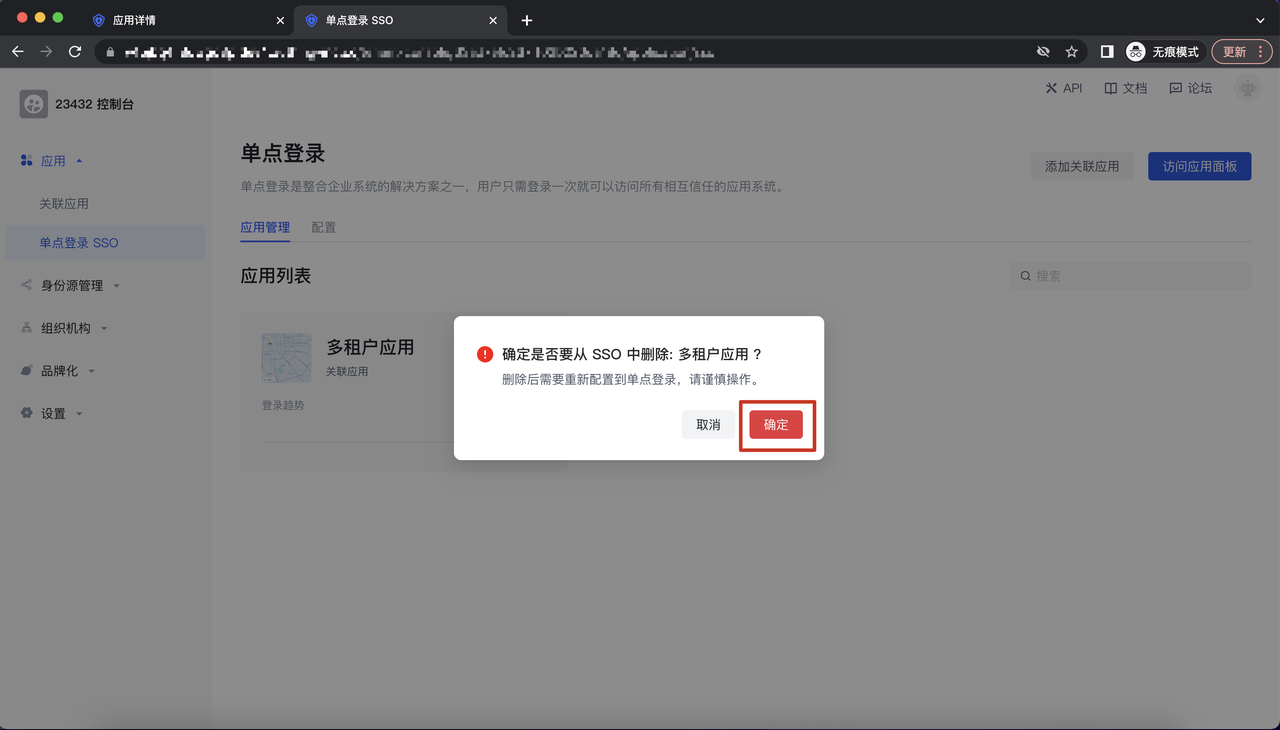 应用详情
单点登录 SSO
无痕模式
更新
23432 控制台
API
文档
论坛
应用
关联应用
单点登录 SSO
身份源管理
组织机构
品牌化
设置
单点登录
单点登录是整合企业系统的解决方案之一，用户只需登录一次就可以访问所有相互信任的应用系统。
添加关联应用
访问应用面板
应用管理
配置
应用列表
搜索
多租户应用
关联应用
登录趋势
确定是否要从 SSO 中删除: 多租户应用 ?
删除后需要重新配置到单点登录，请谨慎操作。
取消
确定